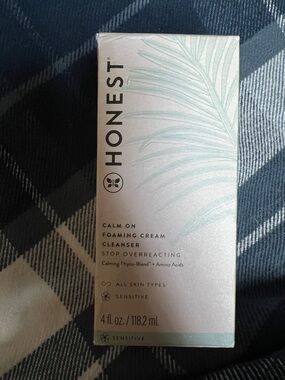 HONEST
CALM ON
FOAMING CREAM
CLEANSER
STOP OVERREACTING
Calming Phyto-Blend™ + Amino Acids
ALL SKIN TYPES
SENSITIVE
4 fl. oz. / 118.2 mL
SENSITIVE